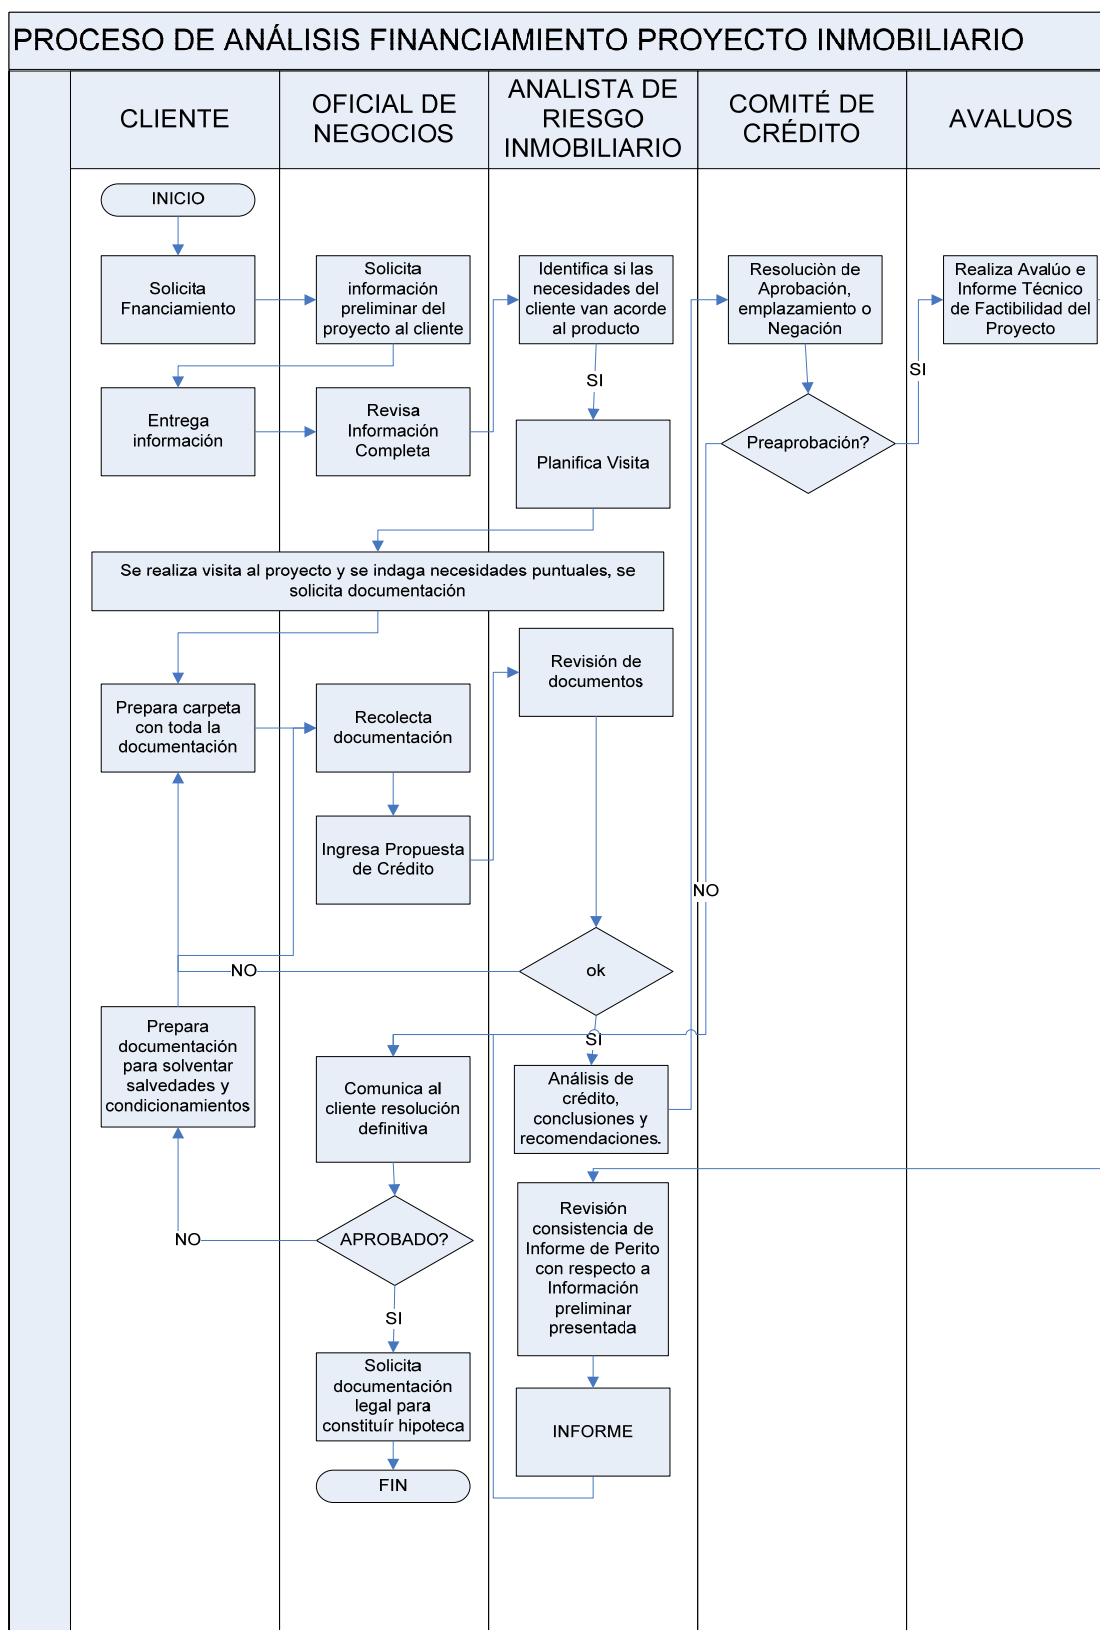 PROCESO DE ANÁLISIS FINANCIAMIENTO PROYECTO INMOBILIARIO
CLIENTE
OFICIAL DE
NEGOCIOS
ANALISTA DE
RIESGO
INMOBILIARIO
COMITÉ DE
CRÉDITO
AVALUOS
INICIO
Solicita
Fnanciamiento
Solicita
información
preliminar del
proyecto al cliente
Identifica si las
necesidades del
cliente van acorde
al producto
Resoluciòn de
Aprobación,
emplazamiento o
Negación
Realiza Avalúo e
Informe Técnico
de Factibilidad del
Proyecto
SI
SI
Entrega
información
Revisa
Información
Completa
Planifica Visita
Preaprobación?
Se realiza visita al proyecto y se indaga necesidades puntuales, se
solicita documentación
Prepara carpeta
con toda la
documentación
Recolecta
documentación
Revisión de
documentos
Ingresa Propuesta
de Crédito
NO
NO
ok
SI
Prepara
documentación
para solventar
salvedades y
condicionamientos
Comunica al
cliente resolución
definitiva
Análisis de
crédito,
conclusiones y
recomendaciones.
NO
APROBADO?
Revisión
consistencia de
Informe de Perito
con respecto a
Información
preliminar
presentada
SI
Solicita
documentación
legal para
constituír hipoteca
INFORME
FIN